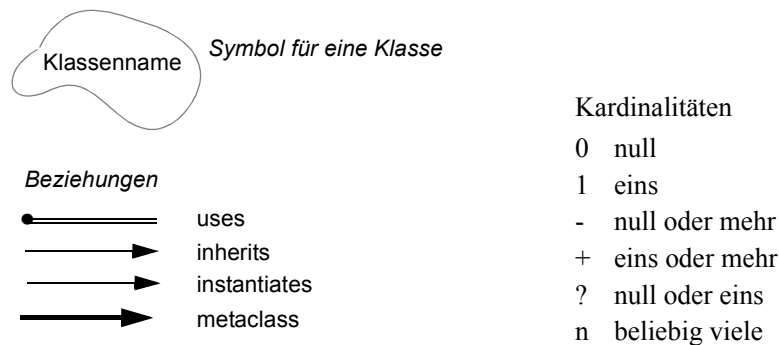 Klassenname
Symbol für eine Klasse
Beziehungen
uses
inherits
instantiates
metaclass
Kardinalitäten
0 null
1 eins
- null oder mehr
+ eins oder mehr
? null oder eins
n beliebig viele